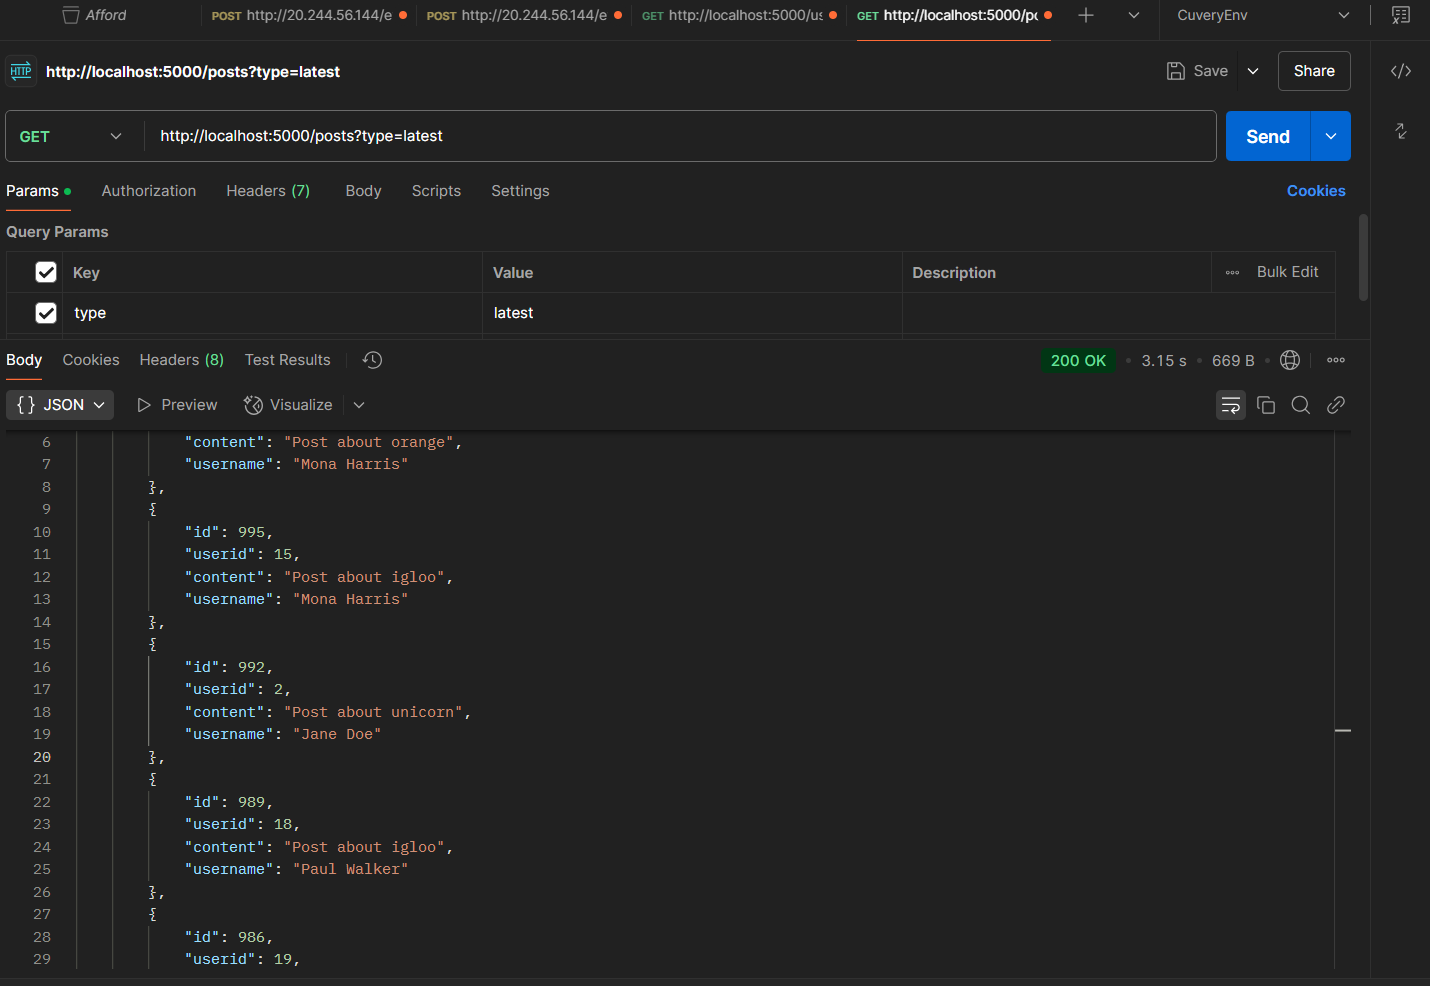 Afford
POST http://20.244.56.144/e
POST http://20.244.56.144/e
GET http://localhost:5000/us
GET http://localhost:5000/po
CuveryEnv
HTTP http://localhost:5000/posts?type=latest
Save
Share
GET http://localhost:5000/posts?type=latest
Send
Params Authorization Headers (7) Body Scripts Settings Cookies
Query Params
Key Value Description Bulk Edit
type latest
Body Cookies Headers (8) Test Results 200 OK 3.15 s 669 B
{} JSON Preview Visualize
6 "content": "Post about orange",
7 "username": "Mona Harris"
8 },
9 {
10 "id": 995,
11 "userid": 15,
12 "content": "Post about igloo",
13 "username": "Mona Harris"
14 },
15 {
16 "id": 992,
17 "userid": 2,
18 "content": "Post about unicorn",
19 "username": "Jane Doe"
20 },
21 {
22 "id": 989,
23 "userid": 18,
24 "content": "Post about igloo",
25 "username": "Paul Walker"
26 },
27 {
28 "id": 986,
29 "userid": 19,